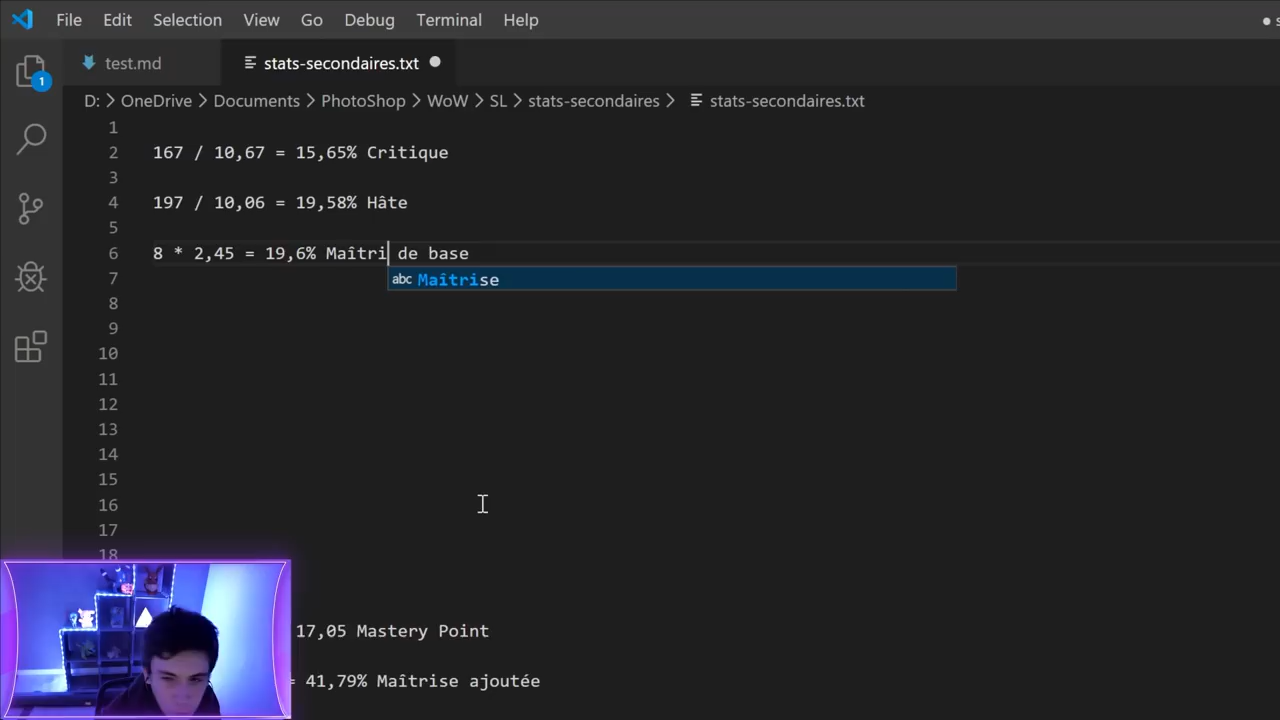 File Edit Selection View Go Debug Terminal Help
test.md stats-secondaires.txt
1
D: > OneDrive > Documents > PhotoShop > WoW > SL > stats-secondaires > stats-secondaires.txt
1
2 167 / 10,67 = 15,65% Critique
3
4 197 / 10,06 = 19,58% Hâte
5
6 8 * 2,45 = 19,6% Maîtri de base
7 abc Maîtrise
8
9
10
11
12
13
14
15
16
17
18
17,05 Mastery Point
= 41,79% Maîtrise ajoutée